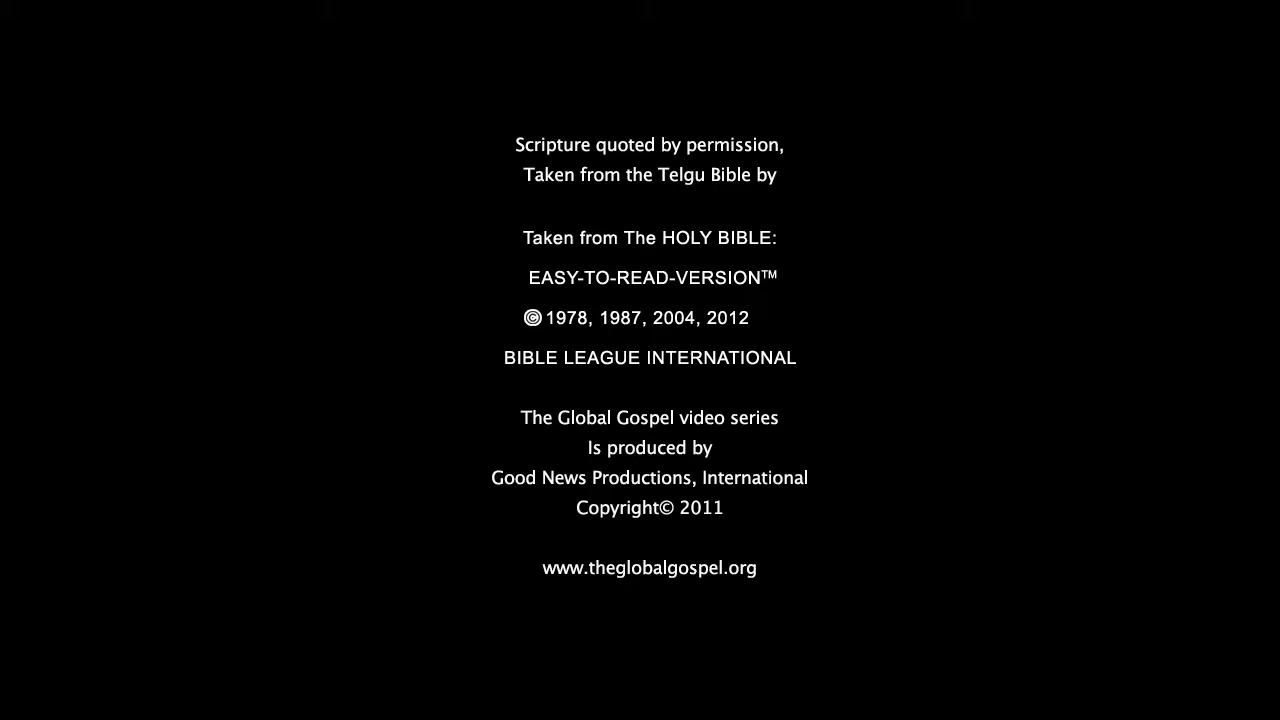 Scripture quoted by permission,
Taken from the Telgu Bible by
Taken from The HOLY BIBLE:
EASY-TO-READ-VERSION™
© 1978, 1987, 2004, 2012
BIBLE LEAGUE INTERNATIONAL
The Global Gospel video series
Is produced by
Good News Productions, International
Copyright© 2011
www.theglobalgospel.org